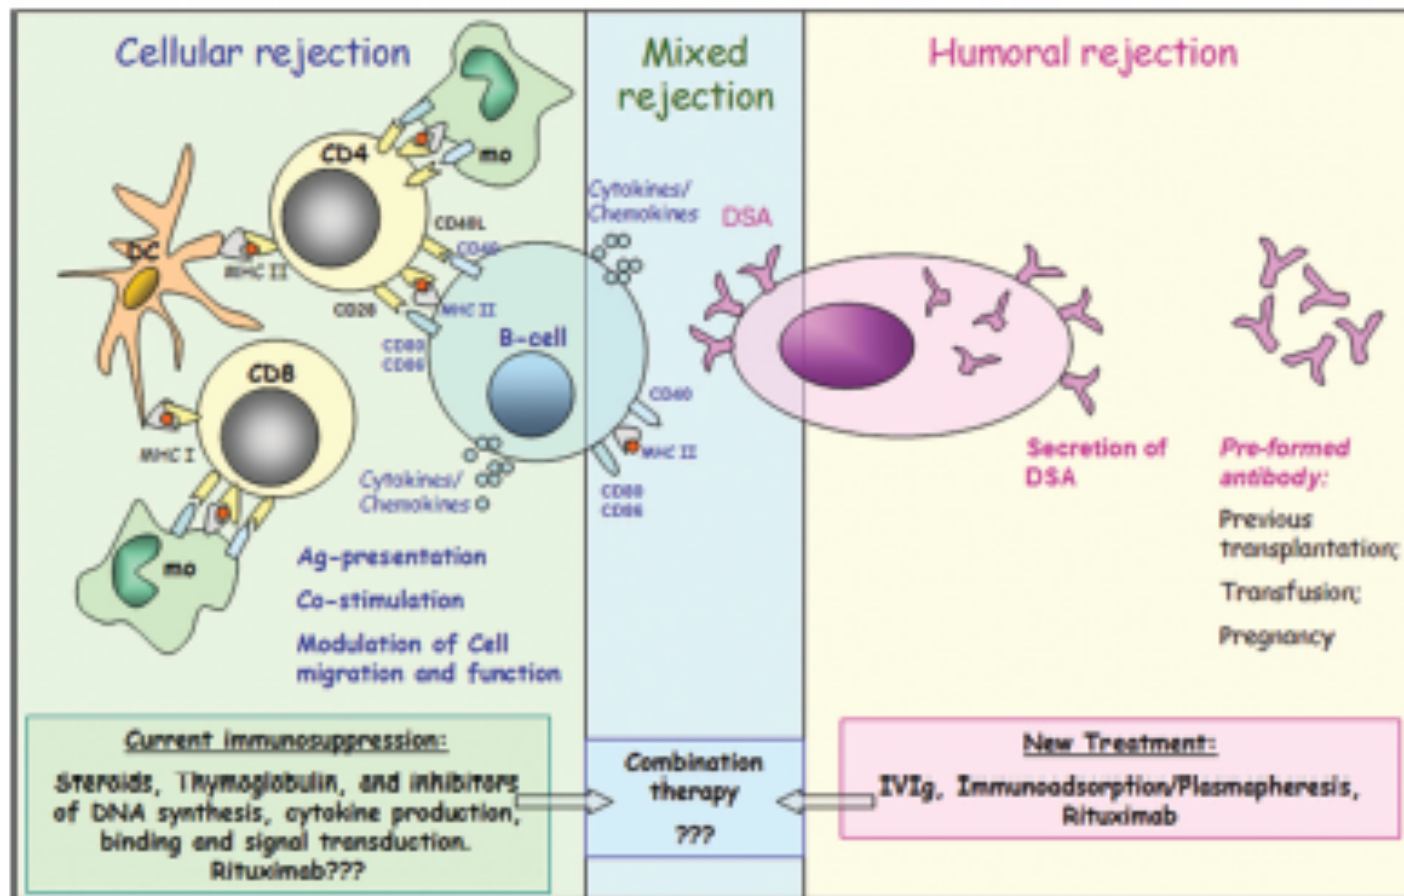 Cellular rejection
Mixed
rejection
Humoral rejection
CD4
mo
DC
MHC II
CD40L
CD40
CD28
MHC II
CD80
CD86
B-cell
Cytokines/
Chemokines
DSA
CD8
MHC I
mo
Cytokines/
Chemokines
CD40
MHC II
CD80
CD86
Ag-presentation
Co-stimulation
Modulation of Cell
migration and function
Secretion of
DSA
Pre-formed
antibody:
Previous
transplantation;
Transfusion;
Pregnancy
Current immunosuppression:
Steroids, Thymoglobulin, and inhibitors
of DNA synthesis, cytokine production,
binding and signal transduction.
Rituximab???
Combination
therapy
???
New Treatment:
IVIg, Immunoadsorption/Plasmapheresis,
Rituximab